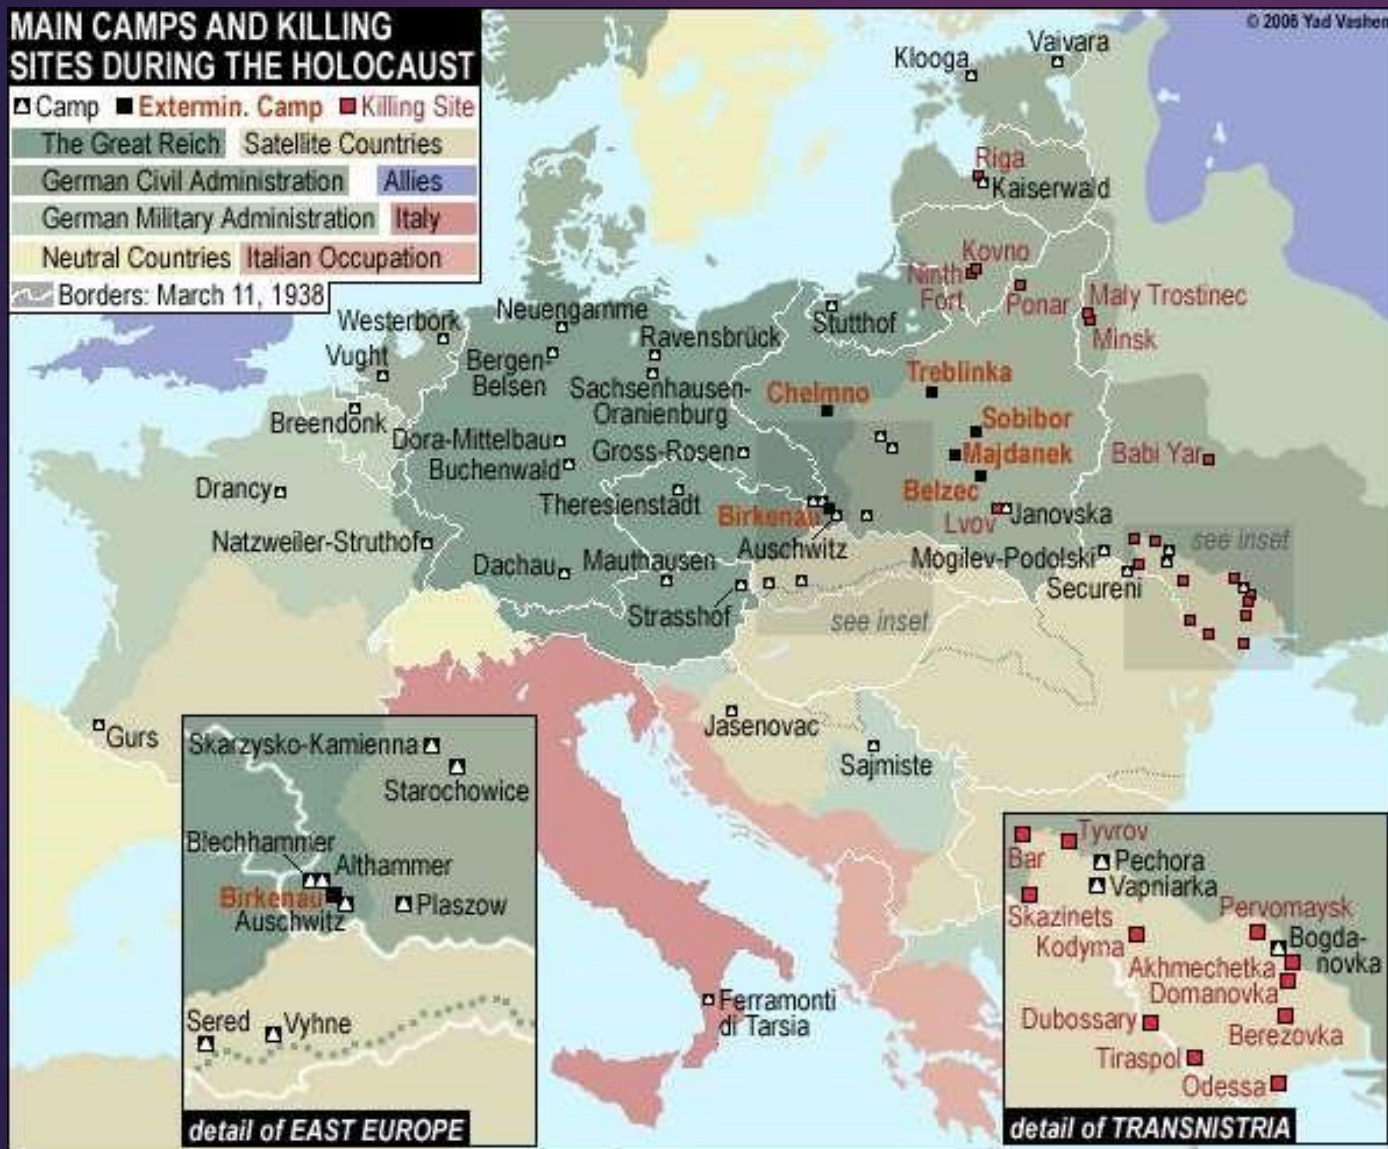 MAIN CAMPS AND KILLING
SITES DURING THE HOLOCAUST
Camp Extermin. Camp Killing Site
The Great Reich Satellite Countries
German Civil Administration Allies
German Military Administration Italy
Neutral Countries Italian Occupation
Borders: March 11, 1938
© 2006 Yad Vashem
Klooga
Vaivara
Riga
Kaiserwald
Kovno
Ninth
Fort
Ponar
Maly Trostinec
Minsk
Stutthof
Neuengamme
Westerbork
Vught
Bergen-
Belsen
Ravensbrück
Sachsenhausen-
Oranienburg
Breendonk
Chelmno
Treblinka
Sobibor
Majdanek
Belzec
Babi Yar
Dora-Mittelbau
Buchenwald
Gross-Rosen
Drancy
Theresienstadt
Birkenau
Auschwitz
Lvov
Janovska
Natzweiler-Struthof
Dachau
Mauthausen
Strasshof
Mogilev-Podolski
Secureni
see inset
see inset
Gurs
Jasenovac
Sajmiste
Ferramonti
di Tarsia
Skarzysko-Kamienna
Starochowice
Blechhammer
Althammer
Birkenau
Auschwitz
Plaszow
Sered
Vyhne
detail of EAST EUROPE
Tyvrov
Bar
Pechora
Vapniarka
Skazinets
Kodyma
Pervomaysk
Bogda-
novka
Akhmechetka
Domanovka
Dubossary
Berezovka
Tiraspol
Odessa
detail of TRANSNISTRIA